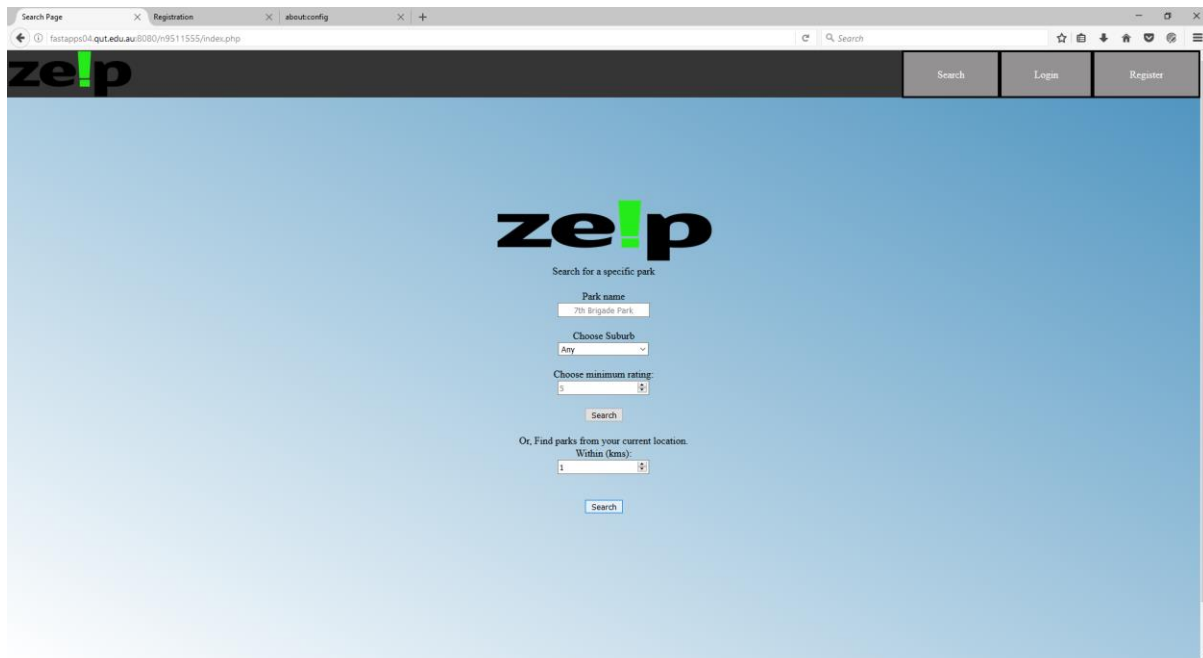 Search Page
Registration
about:config
fastapps04.qut.edu.au:8080/n9511555/index.php
Search
ze!p
Search
Login
Register
ze!p
Search for a specific park
Park name
7th Brigade Park
Choose Suburb
Any
Choose minimum rating:
5
Search
Or, Find parks from your current location.
Within (kms):
1
Search